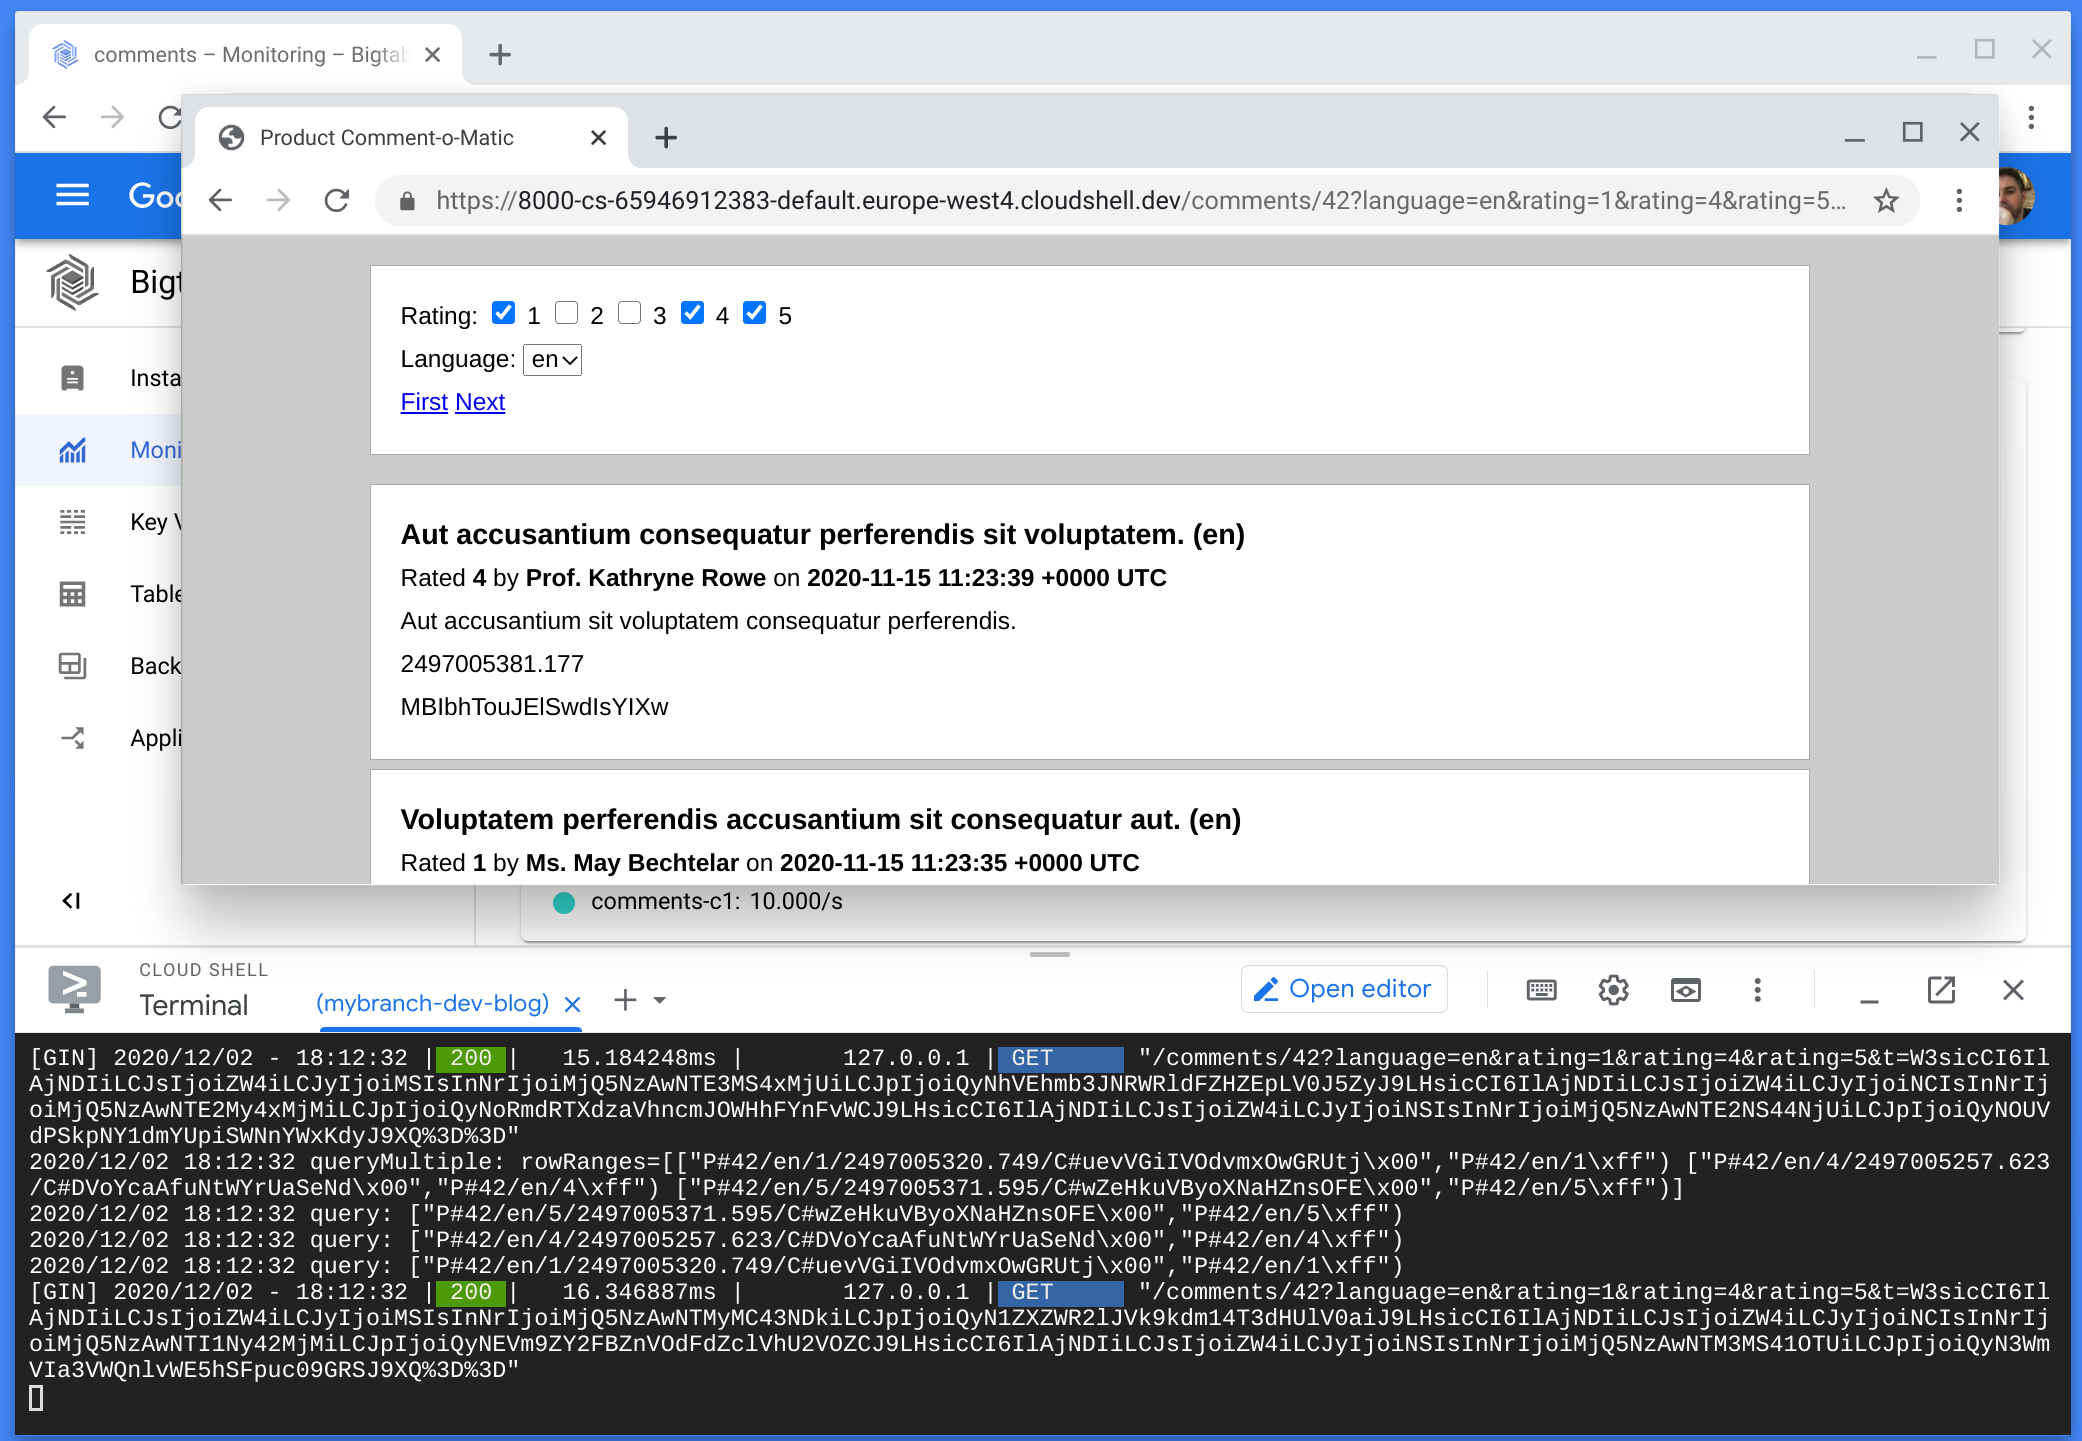 comments – Monitoring – Bigtab
Product Comment-o-Matic
https://8000-cs-65946912383-default.europe-west4.cloudshell.dev/comments/42?language=en&rating=1&rating=4&rating=5...
Goo
Bigt
Insta
Moni
Key V
Table
Back
Appli
Rating: 1 2 3 4 5
Language: en
First Next
Aut accusantium consequatur perferendis sit voluptatem. (en)
Rated 4 by Prof. Kathryne Rowe on 2020-11-15 11:23:39 +0000 UTC
Aut accusantium sit voluptatem consequatur perferendis.
2497005381.177
MBIbhTouJElSwdIsYIXw
Voluptatem perferendis accusantium sit consequatur aut. (en)
Rated 1 by Ms. May Bechtelar on 2020-11-15 11:23:35 +0000 UTC
comments-c1: 10.000/s
CLOUD SHELL
Terminal
(mybranch-dev-blog)
Open editor
[GIN] 2020/12/02 - 18:12:32 | 200 | 15.184248ms | 127.0.0.1 | GET "/comments/42?language=en&rating=1&rating=4&rating=5&t=W3sicCI6Il
AjNDIiLCJsIjoiZW4iLCJyIjoiMSIsInNrIjoiMjQ5NzAwNTE3MS4xMjUiLCJpIjoiQyNhVEhmb3JNRWRldFZHZEpLV0J5ZyJ9LHsicCI6IlAjNDIiLCJsIjoiZW4iLCJyIjoiNCIsInNrIj
oiMjQ5NzAwNTE2My4xMjMiLCJpIjoiQyNoRmdRTXdzaVhncmJOWHhFYnFvWCJ9LHsicCI6IlAjNDIiLCJsIjoiZW4iLCJyIjoiNSIsInNrIjoiMjQ5NzAwNTE2NS44NjUiLCJpIjoiQyNOUV
dPSkpNY1dmYUpiSWNnYWxKdyJ9XQ%3D%3D"
2020/12/02 18:12:32 queryMultiple: rowRanges=[["P#42/en/1/2497005320.749/C#uevVGiIVOdvmxOwGRUtj\x00","P#42/en/1\xff") ["P#42/en/4/2497005257.623
/C#DVoYcaAfuNtWYrUaSeNd\x00","P#42/en/4\xff") ["P#42/en/5/2497005371.595/C#wZeHkuVByoXNaHZnsOFE\x00","P#42/en/5\xff")]
2020/12/02 18:12:32 query: ["P#42/en/5/2497005371.595/C#wZeHkuVByoXNaHZnsOFE\x00","P#42/en/5\xff")
2020/12/02 18:12:32 query: ["P#42/en/4/2497005257.623/C#DVoYcaAfuNtWYrUaSeNd\x00","P#42/en/4\xff")
2020/12/02 18:12:32 query: ["P#42/en/1/2497005320.749/C#uevVGiIVOdvmxOwGRUtj\x00","P#42/en/1\xff")
[GIN] 2020/12/02 - 18:12:32 | 200 | 16.346887ms | 127.0.0.1 | GET "/comments/42?language=en&rating=1&rating=4&rating=5&t=W3sicCI6Il
AjNDIiLCJsIjoiZW4iLCJyIjoiMSIsInNrIjoiMjQ5NzAwNTMyMC43NDkiLCJpIjoiQyN1ZXZWR2lJVk9kdm14T3dHUlV0aiJ9LHsicCI6IlAjNDIiLCJsIjoiZW4iLCJyIjoiNCIsInNrIj
oiMjQ5NzAwNTI1Ny42MjMiLCJpIjoiQyNEVm9ZY2FBZnVOdFdZclVhU2VOZCJ9LHsicCI6IlAjNDIiLCJsIjoiZW4iLCJyIjoiNSIsInNrIjoiMjQ5NzAwNTM3MS41OTUiLCJpIjoiQyN3Wm
VIa3VWQnlvWE5hSFpuc09GRSJ9XQ%3D%3D"